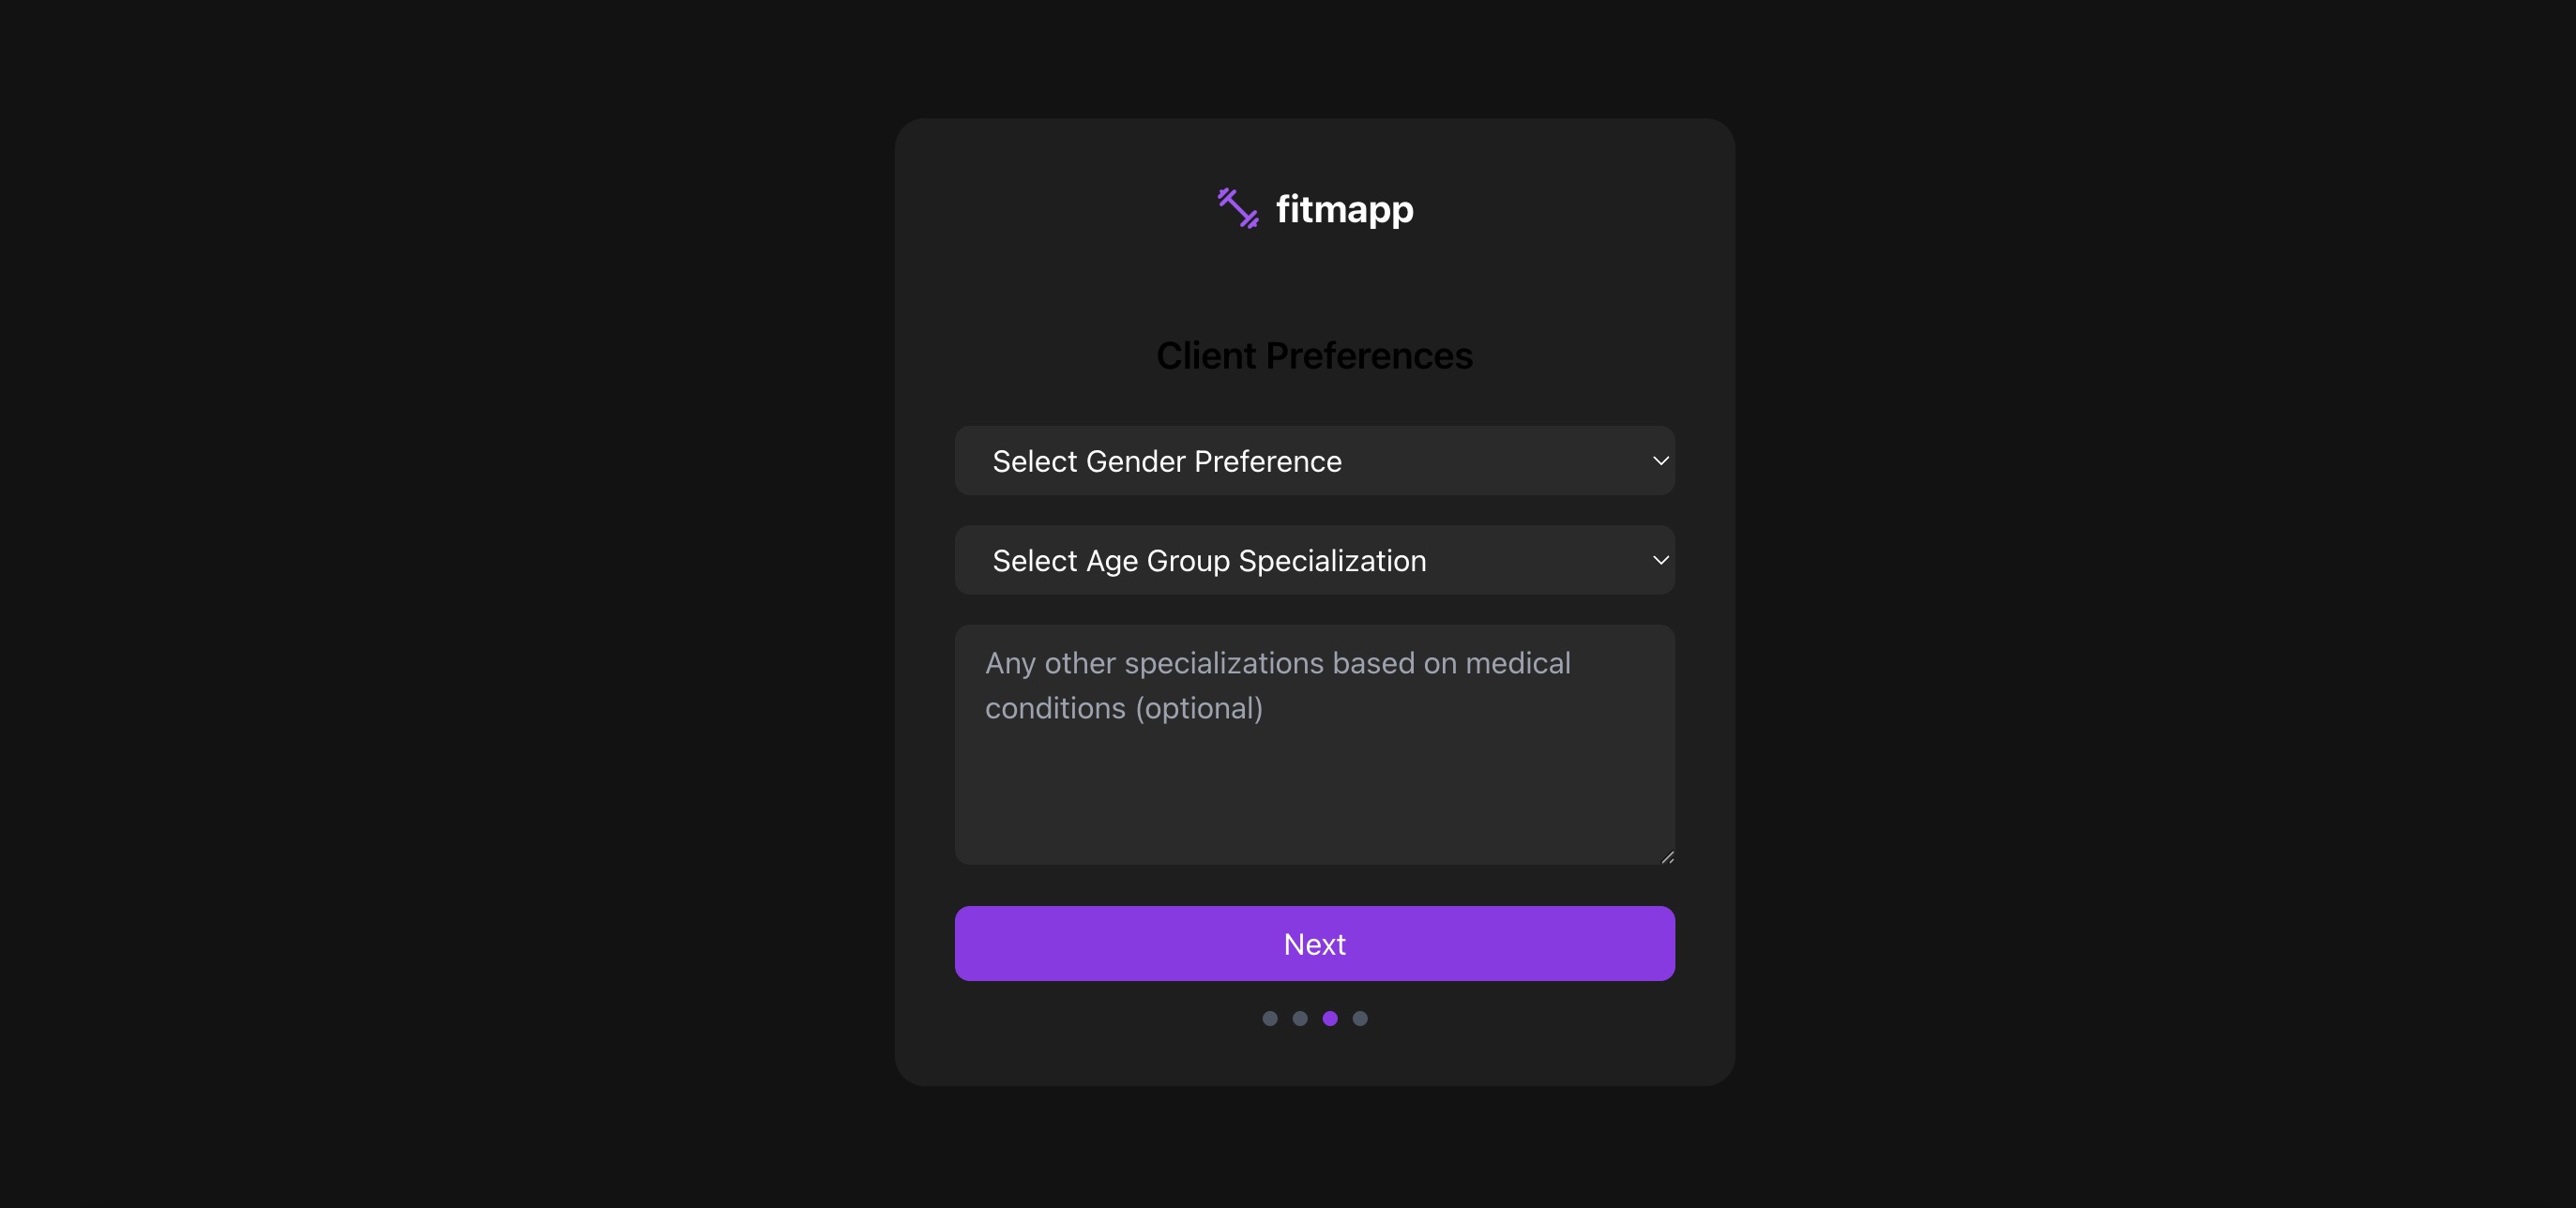 fitmapp
Client Preferences
Select Gender Preference
Select Age Group Specialization
Any other specializations based on medical
conditions (optional)
Next